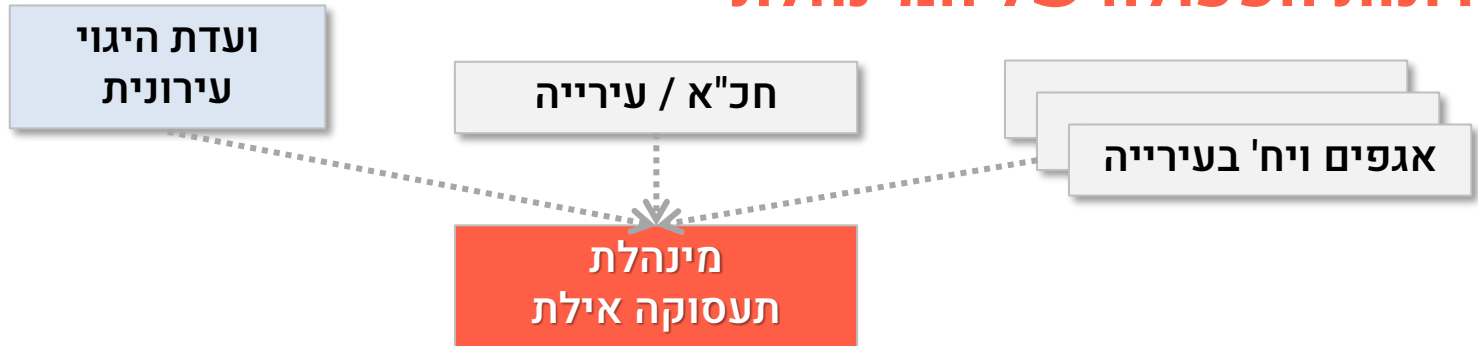 ועדת היגוי
עירונית
חכ"א / עירייה
אגפים ויח' בעירייה
מינהלת
תעסוקה אילת